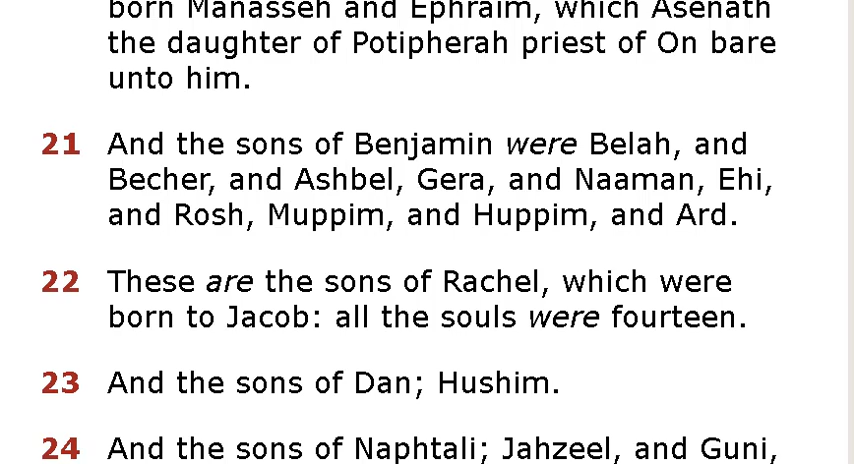 born Manasseh and Ephraim, which Asenath
the daughter of Potipherah priest of On bare
unto him.
21 And the sons of Benjamin were Belah, and
Becher, and Ashbel, Gera, and Naaman, Ehi,
and Rosh, Muppim, and Huppim, and Ard.
22 These are the sons of Rachel, which were
born to Jacob: all the souls were fourteen.
23 And the sons of Dan; Hushim.
24 And the sons of Naphtali; Jahzeel, and Guni,